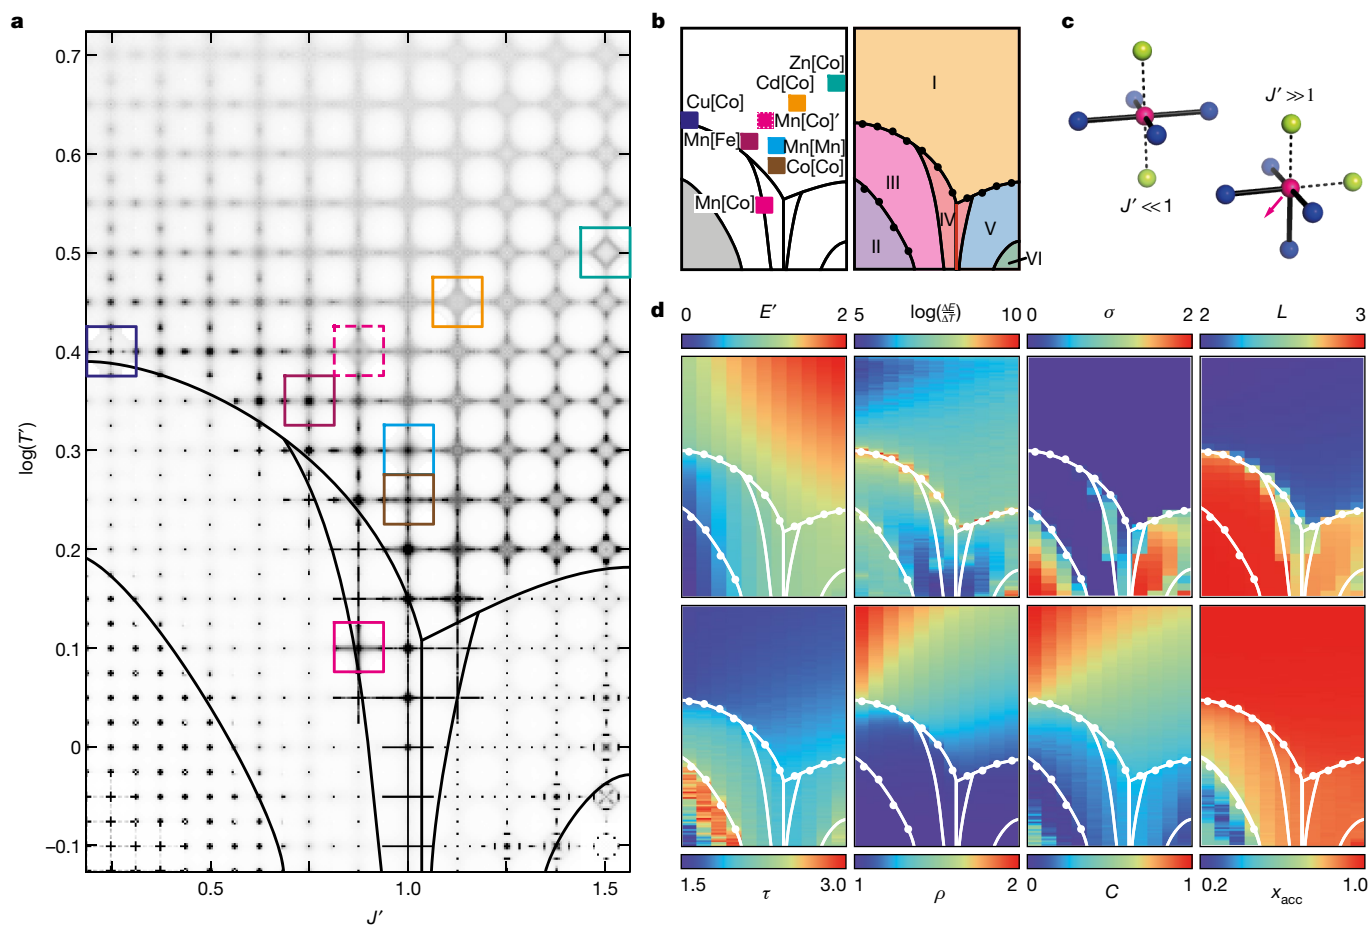 a
0.7
0.6
0.5
0.4
0.3
0.2
0.1
0
−0.1
log(T′)
0.5
1.0
1.5
J′
b
Zn[Co]
Cd[Co]
Cu[Co]
Mn[Co]′
Mn[Fe]
Mn[Mn]
Co[Co]
Mn[Co]
I
III
IV
V
II
VI
c
J′ ≫ 1
J′ ≪ 1
d
0 E′ 2
5 log(ΔE/ΔT) 10
0 σ 2
2 L 3
1.5 τ 3.0
1 ρ 2
0 C 1
0.2 xacc 1.0